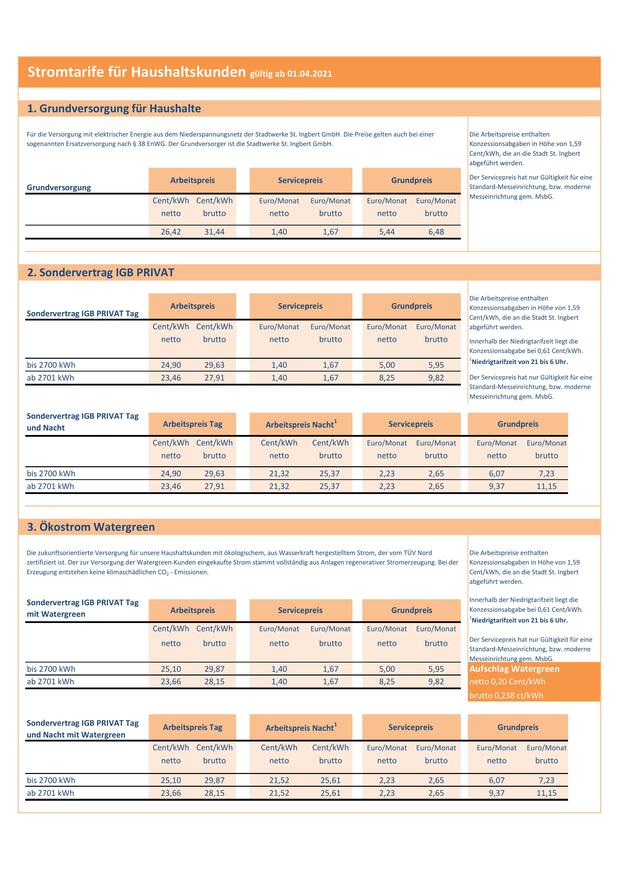 Stromtarife für Haushaltskunden gültig ab 01.04.2021
1. Grundversorgung für Haushalte
Für die Versorgung mit elektrischer Energie aus dem Niederspannungsnetz der Stadtwerke St. Ingbert GmbH. Die Preise gelten auch bei einer
sogenannten Ersatzversorgung nach § 38 EnWG. Der Grundversorger ist die Stadtwerke St. Ingbert GmbH.
Die Arbeitspreise enthalten
Konzessionsabgaben in Höhe von 1,59
Cent/kWh, die an die Stadt St. Ingbert
abgeführt werden.
Der Servicepreis hat nur Gültigkeit für eine
Standard-Messeinrichtung, bzw. moderne
Messeinrichtung gem. MsbG.
Grundversorgung Arbeitspreis Servicepreis Grundpreis
Cent/kWh Cent/kWh Euro/Monat Euro/Monat Euro/Monat Euro/Monat
netto brutto netto brutto netto brutto
26,42 31,44 1,40 1,67 5,44 6,48
2. Sondervertrag IGB PRIVAT
Die Arbeitspreise enthalten
Konzessionsabgaben in Höhe von 1,59
Cent/kWh, die an die Stadt St. Ingbert
abgeführt werden.
Innerhalb der Niedrigtarifzeit liegt die
Konzessionsabgabe bei 0,61 Cent/kWh.
¹Niedrigtarifzeit von 21 bis 6 Uhr.
Der Servicepreis hat nur Gültigkeit für eine
Standard-Messeinrichtung, bzw. moderne
Messeinrichtung gem. MsbG.
Sondervertrag IGB PRIVAT Tag Arbeitspreis Servicepreis Grundpreis
Cent/kWh Cent/kWh Euro/Monat Euro/Monat Euro/Monat Euro/Monat
netto brutto netto brutto netto brutto
bis 2700 kWh 24,90 29,63 1,40 1,67 5,00 5,95
ab 2701 kWh 23,46 27,91 1,40 1,67 8,25 9,82
Sondervertrag IGB PRIVAT Tag
und Nacht
Arbeitspreis Tag Arbeitspreis Nacht¹ Servicepreis Grundpreis
Cent/kWh Cent/kWh Cent/kWh Cent/kWh Euro/Monat Euro/Monat Euro/Monat Euro/Monat
netto brutto netto brutto netto brutto netto brutto
bis 2700 kWh 24,90 29,63 21,32 25,37 2,23 2,65 6,07 7,23
ab 2701 kWh 23,46 27,91 21,32 25,37 2,23 2,65 9,37 11,15
3. Ökostrom Watergreen
Die zukunftsorientierte Versorgung für unsere Haushaltskunden mit ökologischem, aus Wasserkraft hergestelltem Strom, der vom TÜV Nord
zertifiziert ist. Der zur Versorgung der Watergreen-Kunden eingekaufte Strom stammt vollständig aus Anlagen regenerativer Stromerzeugung. Bei der
Erzeugung entstehen keine klimaschädlichen CO₂ - Emissionen.
Die Arbeitspreise enthalten
Konzessionsabgaben in Höhe von 1,59
Cent/kWh, die an die Stadt St. Ingbert
abgeführt werden.
Innerhalb der Niedrigtarifzeit liegt die
Konzessionsabgabe bei 0,61 Cent/kWh.
¹Niedrigtarifzeit von 21 bis 6 Uhr.
Der Servicepreis hat nur Gültigkeit für eine
Standard-Messeinrichtung, bzw. moderne
Messeinrichtung gem. MsbG.
Aufschlag Watergreen
netto 0,20 Cent/kWh
brutto 0,238 ct/kWh
Sondervertrag IGB PRIVAT Tag
mit Watergreen
Arbeitspreis Servicepreis Grundpreis
Cent/kWh Cent/kWh Euro/Monat Euro/Monat Euro/Monat Euro/Monat
netto brutto netto brutto netto brutto
bis 2700 kWh 25,10 29,87 1,40 1,67 5,00 5,95
ab 2701 kWh 23,66 28,15 1,40 1,67 8,25 9,82
Sondervertrag IGB PRIVAT Tag
und Nacht mit Watergreen
Arbeitspreis Tag Arbeitspreis Nacht¹ Servicepreis Grundpreis
Cent/kWh Cent/kWh Cent/kWh Cent/kWh Euro/Monat Euro/Monat Euro/Monat Euro/Monat
netto brutto netto brutto netto brutto netto brutto
bis 2700 kWh 25,10 29,87 21,52 25,61 2,23 2,65 6,07 7,23
ab 2701 kWh 23,66 28,15 21,52 25,61 2,23 2,65 9,37 11,15